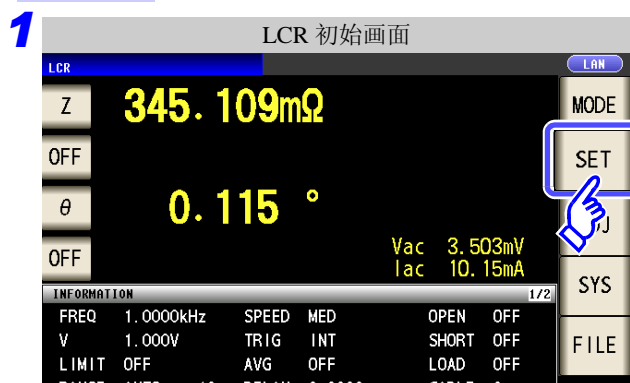 1
LCR 初始画面
LCR
LAN
Z 345.109mΩ
MODE
OFF
SET
θ 0.115 °
OFF
Vac 3.503mV
Iac 10.15mA
SYS
INFORMATION 1/2
FREQ 1.0000kHz SPEED MED OPEN OFF
V 1.000V TRIG INT SHORT OFF
FILE
LIMIT OFF AVG OFF LOAD OFF